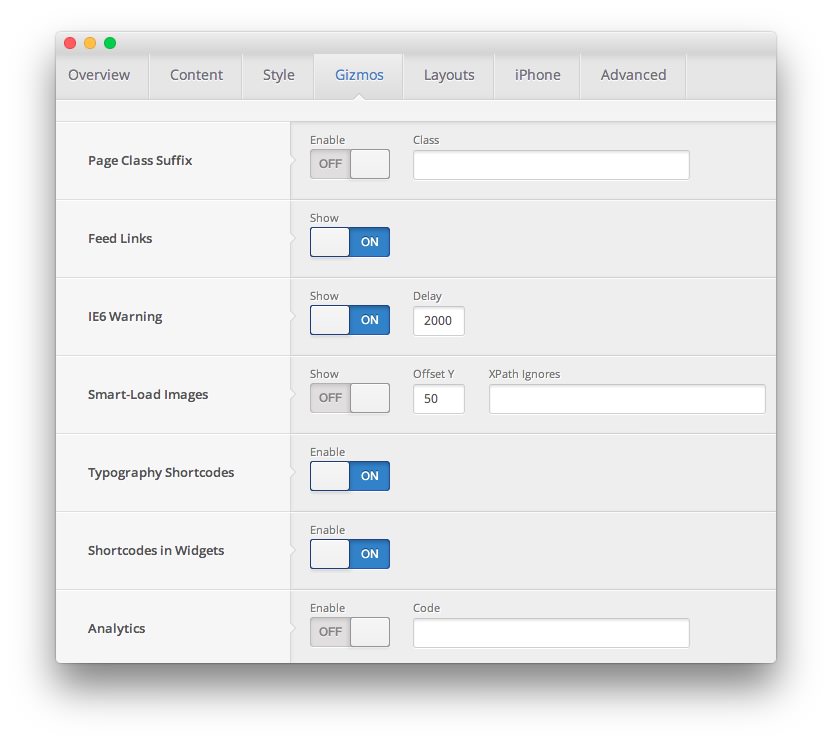 Overview Content Style Gizmos Layouts iPhone Advanced
Enable Class
Page Class Suffix OFF
Show
Feed Links ON
Show Delay
IE6 Warning ON 2000
Show Offset Y XPath Ignores
Smart-Load Images OFF 50
Enable
Typography Shortcodes ON
Enable
Shortcodes in Widgets ON
Enable Code
Analytics OFF